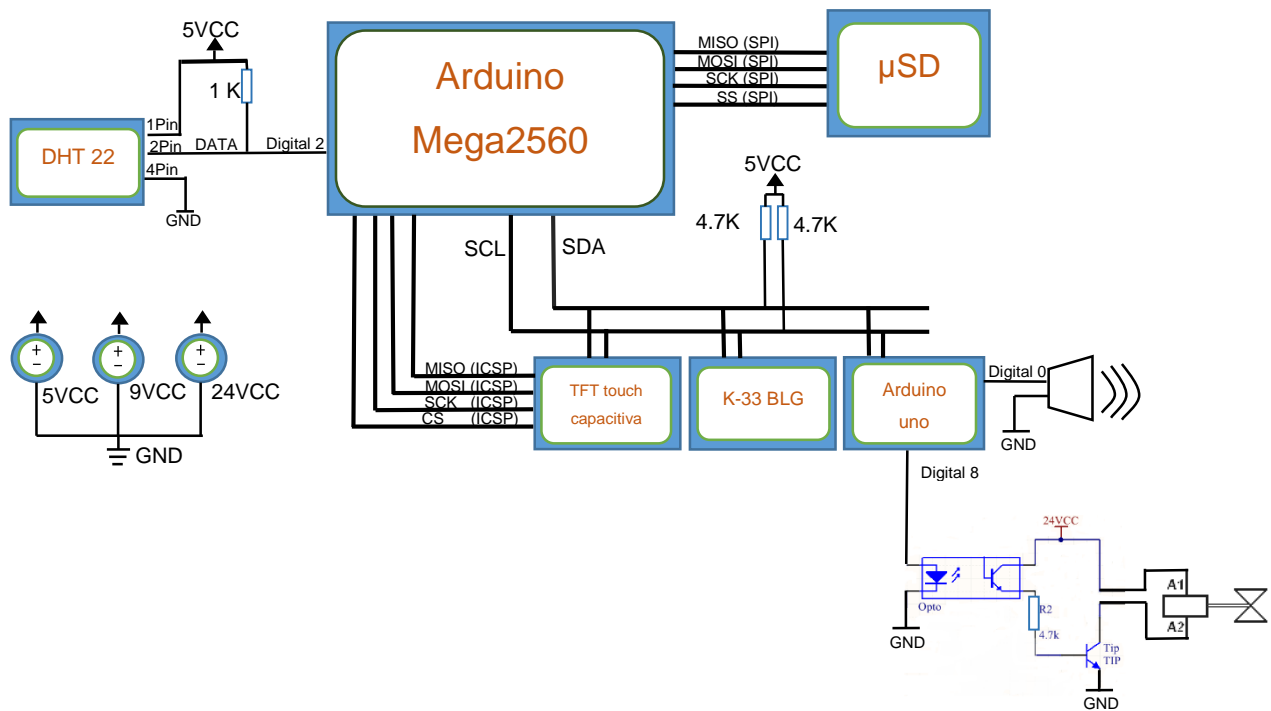 5VCC
1 K
Arduino
Mega2560
MISO (SPI)
MOSI (SPI)
SCK (SPI)
SS (SPI)
µSD
DHT 22
1Pin
2Pin
4Pin
DATA
Digital 2
GND
5VCC
4.7K
4.7K
SCL
SDA
+
−
5VCC
+
−
9VCC
+
−
24VCC
GND
MISO (ICSP)
MOSI (ICSP)
SCK (ICSP)
CS (ICSP)
TFT touch
capacitiva
K-33 BLG
Arduino
uno
Digital 0
GND
Digital 8
24VCC
Opto
GND
R2
4.7k
Tip
TIP
A1
A2
GND